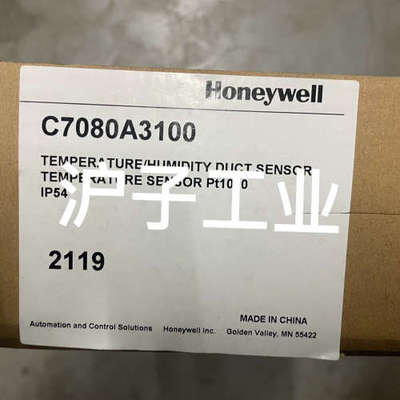 Honeywell
C7080A3100
TEMPERATURE/HUMIDITY DUCT SENSOR
TEMPERATURE SENSOR Pt1000
IP54
沪子工业
2119
MADE IN CHINA
Automation and Control Solutions Honeywell Inc. Golden Valley, MN 55422